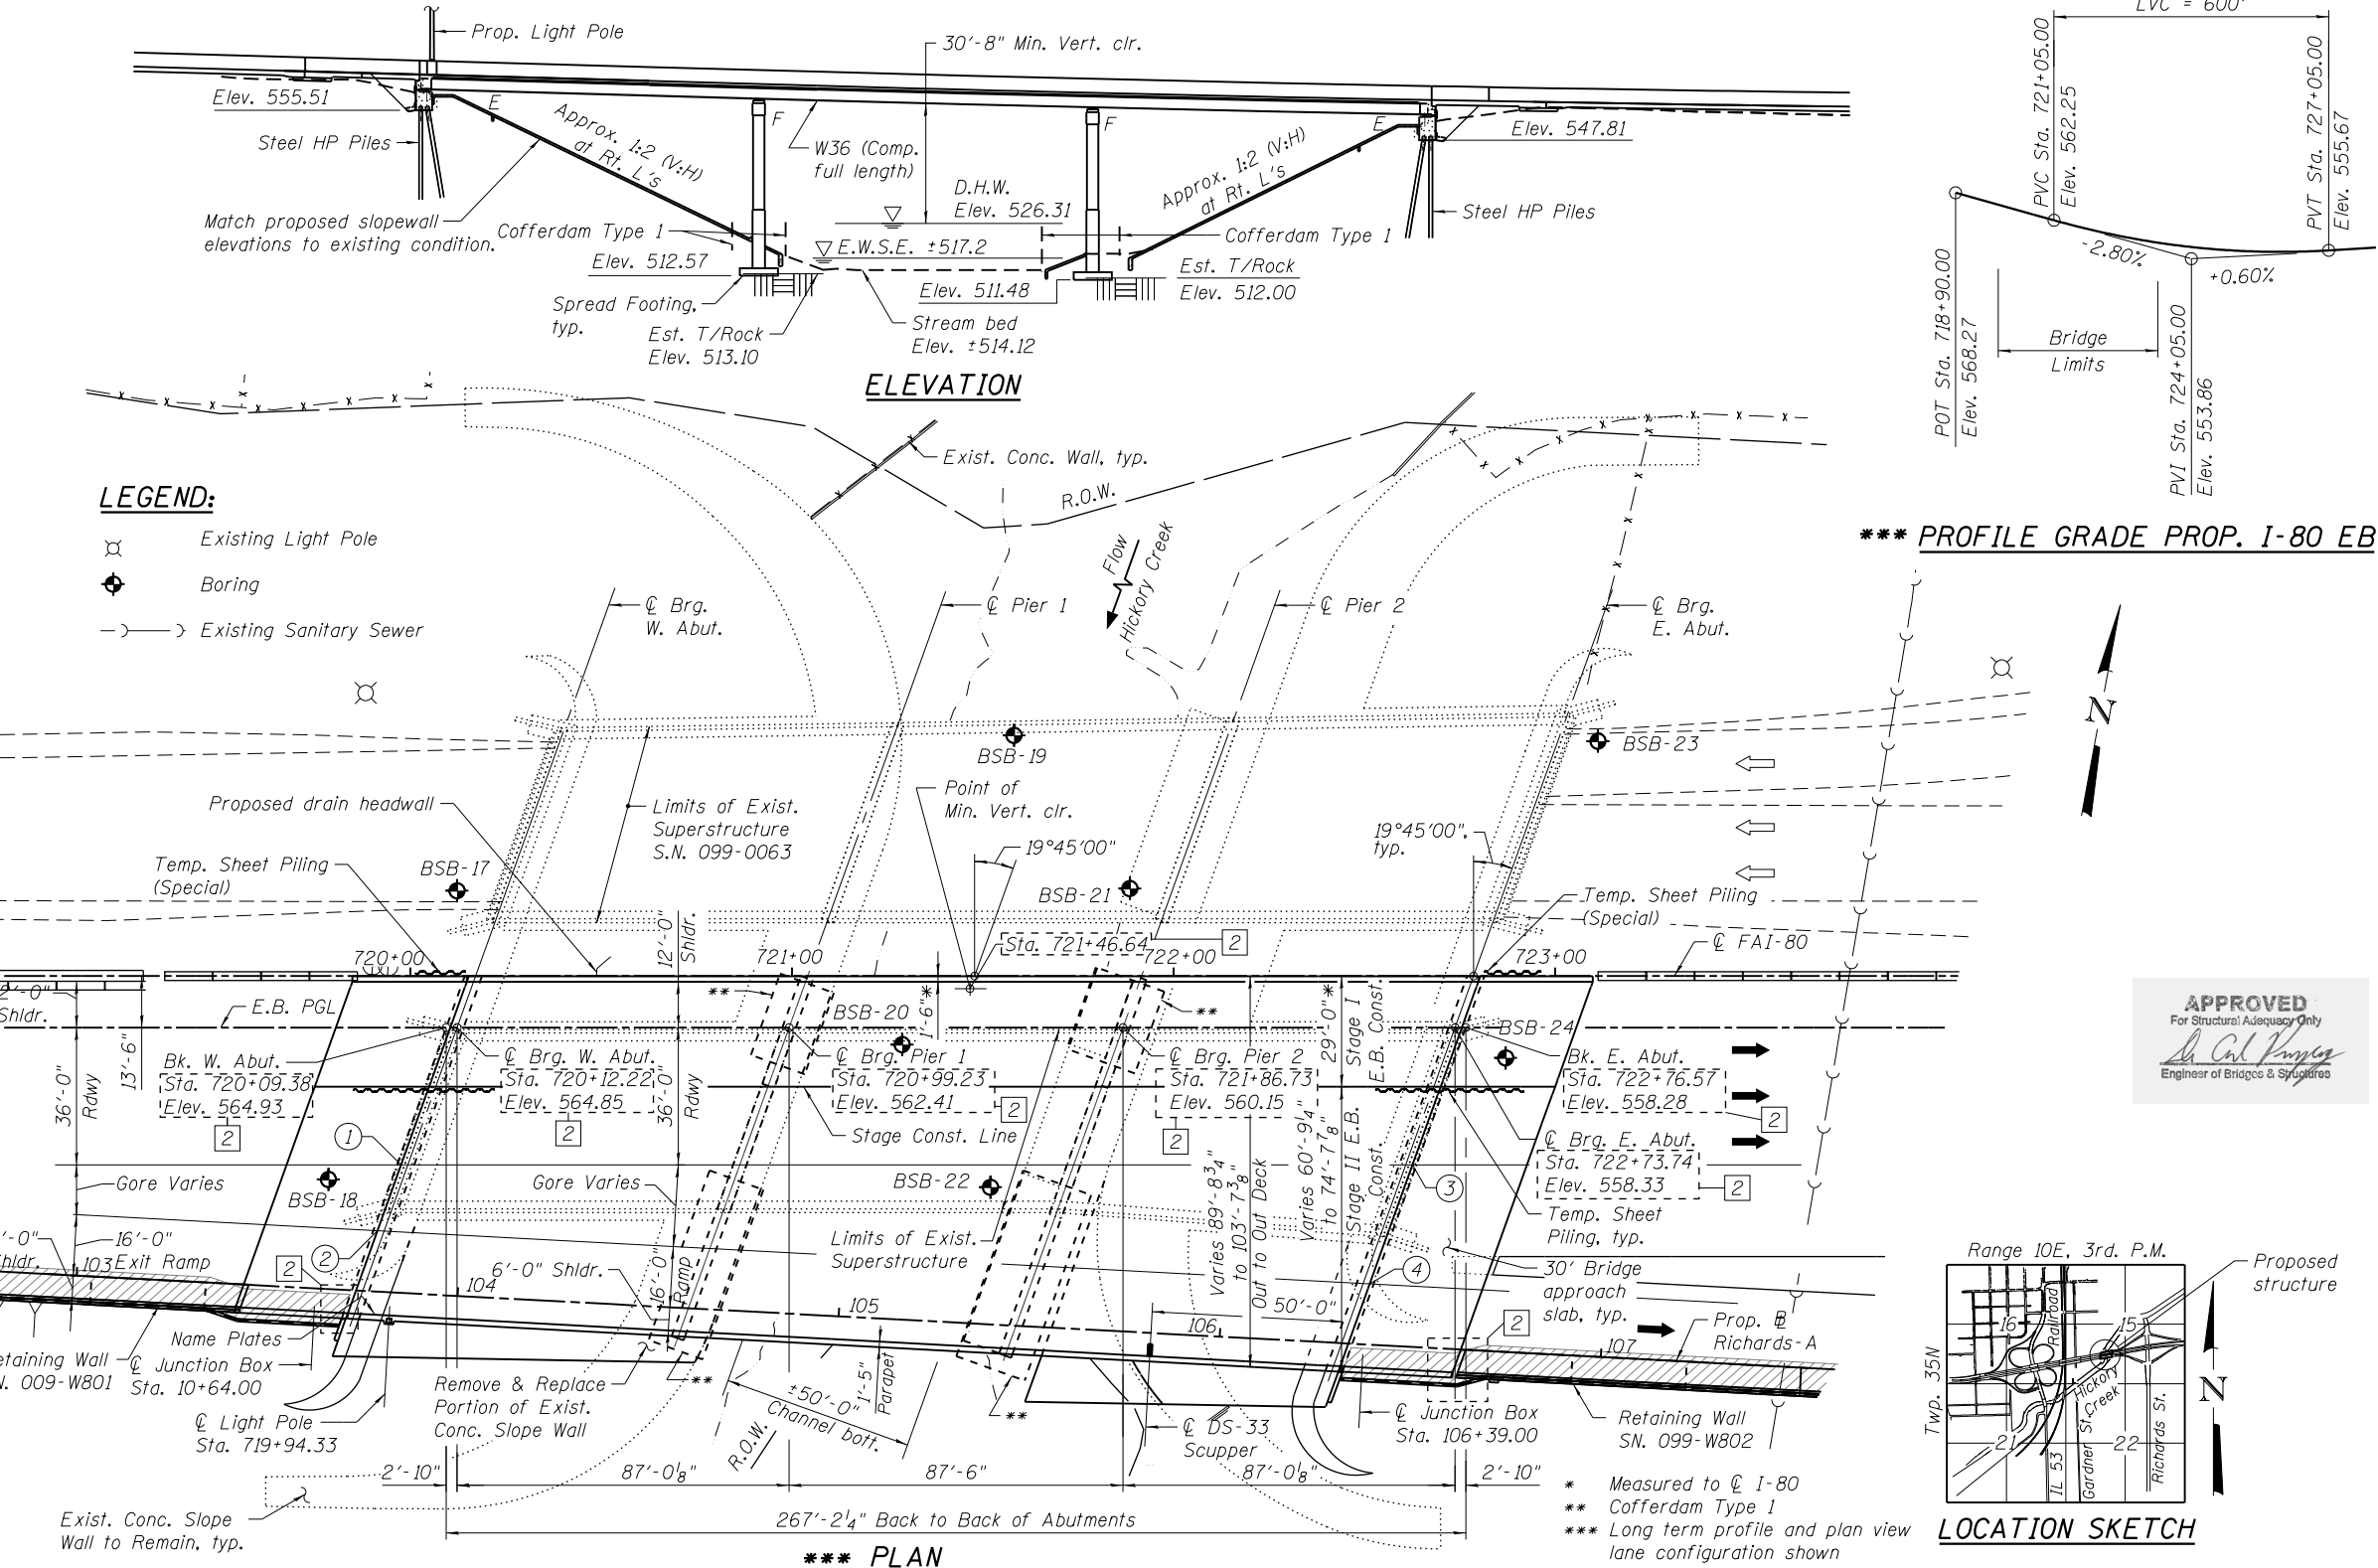 Prop. Light Pole
30'-8" Min. Vert. clr.
Elev. 555.51
Steel HP Piles
E
Approx. 1:2 (V:H)
at Rt. L's
F
W36 (Comp.
full length)
D.H.W.
Elev. 526.31
F
E
Approx. 1:2 (V:H)
at Rt. L's
Elev. 547.81
Steel HP Piles
Match proposed slopewall
elevations to existing condition.
Cofferdam Type 1
E.W.S.E. ±517.2
Cofferdam Type 1
Elev. 512.57
Elev. 511.48
Est. T/Rock
Elev. 512.00
Spread Footing,
typ.
Est. T/Rock
Elev. 513.10
Stream bed
Elev. ±514.12
ELEVATION
LVC = 600'
PVC Sta. 721+05.00
Elev. 562.25
PVT Sta. 727+05.00
Elev. 555.67
-2.80%
+0.60%
POT Sta. 718+90.00
Elev. 568.27
Bridge
Limits
PVI Sta. 724+05.00
Elev. 553.86
*** PROFILE GRADE PROP. I-80 EB
LEGEND:
Existing Light Pole
Boring
Existing Sanitary Sewer
Exist. Conc. Wall, typ.
R.O.W.
Flow
Hickory Creek
℄ Brg.
W. Abut.
℄ Pier 1
℄ Pier 2
℄ Brg.
E. Abut.
N
BSB-19
BSB-23
Proposed drain headwall
Limits of Exist.
Superstructure
S.N. 099-0063
Point of
Min. Vert. clr.
19°45'00"
19°45'00",
typ.
Temp. Sheet Piling
(Special)
BSB-17
BSB-21
Temp. Sheet Piling
(Special)
12'-0"
Shldr.
Sta. 721+46.64
2
720+00
721+00
722+00
723+00
℄ FAI-80
2'-0"
Shldr.
E.B. PGL
13'-6"
36'-0"
Rdwy
**
BSB-20
1'-6"*
**
29'-0"*
Stage I
E.B. Const.
BSB-24
Bk. W. Abut.
Sta. 720+09.38
Elev. 564.93
2
℄ Brg. W. Abut.
Sta. 720+12.22
Elev. 564.85
2
36'-0"
Rdwy
℄ Brg. Pier 1
Sta. 720+99.23
Elev. 562.41
2
℄ Brg. Pier 2
Sta. 721+86.73
Elev. 560.15
2
Bk. E. Abut.
Sta. 722+76.57
Elev. 558.28
2
Stage Const. Line
℄ Brg. E. Abut.
Sta. 722+73.74
Elev. 558.33
2
1
BSB-18
Gore Varies
Gore Varies
BSB-22
Varies 89'-8¾"
to 103'-7⅜"
Out to Out Deck
Varies 60'-9¼"
to 74'-7⅞"
Stage II E.B.
Const.
3
Temp. Sheet
Piling, typ.
Limits of Exist.
Superstructure
2
4
30' Bridge
approach
slab, typ.
16'-0"
Exit Ramp
103
2
104
6'-0" Shldr.
16'-0"
Ramp
105
50'-0"
106
2
Prop. ⅊
Richards-A
107
Name Plates
℄ Junction Box
Sta. 10+64.00
℄ Light Pole
Sta. 719+94.33
Remove & Replace
Portion of Exist.
Conc. Slope Wall
**
R.O.W.
±50'-0"
Channel bott.
1'-5"
Parapet
**
℄ DS-33
Scupper
℄ Junction Box
Sta. 106+39.00
Retaining Wall
SN. 099-W802
2'-10"
87'-0⅛"
87'-6"
87'-0⅛"
2'-10"
267'-2¼" Back to Back of Abutments
Exist. Conc. Slope
Wall to Remain, typ.
*** PLAN
* Measured to ℄ I-80
** Cofferdam Type 1
*** Long term profile and plan view
lane configuration shown
APPROVED
For Structural Adequacy Only
Engineer of Bridges & Structures
Range 10E, 3rd. P.M.
Proposed
structure
Twp. 35N
16
15
Railroad
Hickory
Creek
21
22
IL 53
Gardner St.
Richards St.
N
LOCATION SKETCH